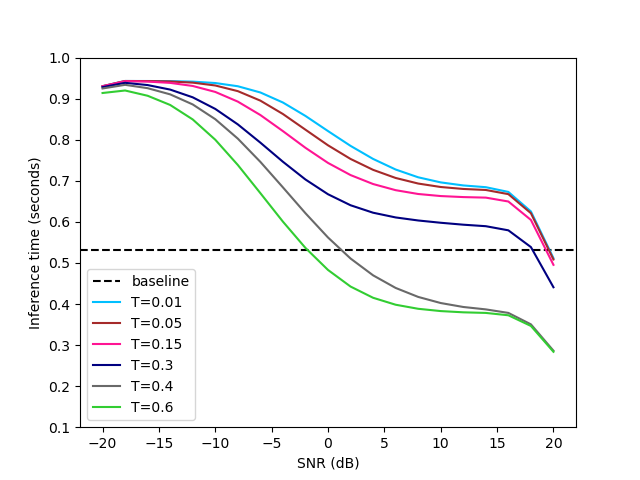 1.0
0.9
0.8
0.7
0.6
0.5
0.4
0.3
0.2
0.1
Inference time (seconds)
baseline
T=0.01
T=0.05
T=0.15
T=0.3
T=0.4
T=0.6
−20 −15 −10 −5 0 5 10 15 20
SNR (dB)